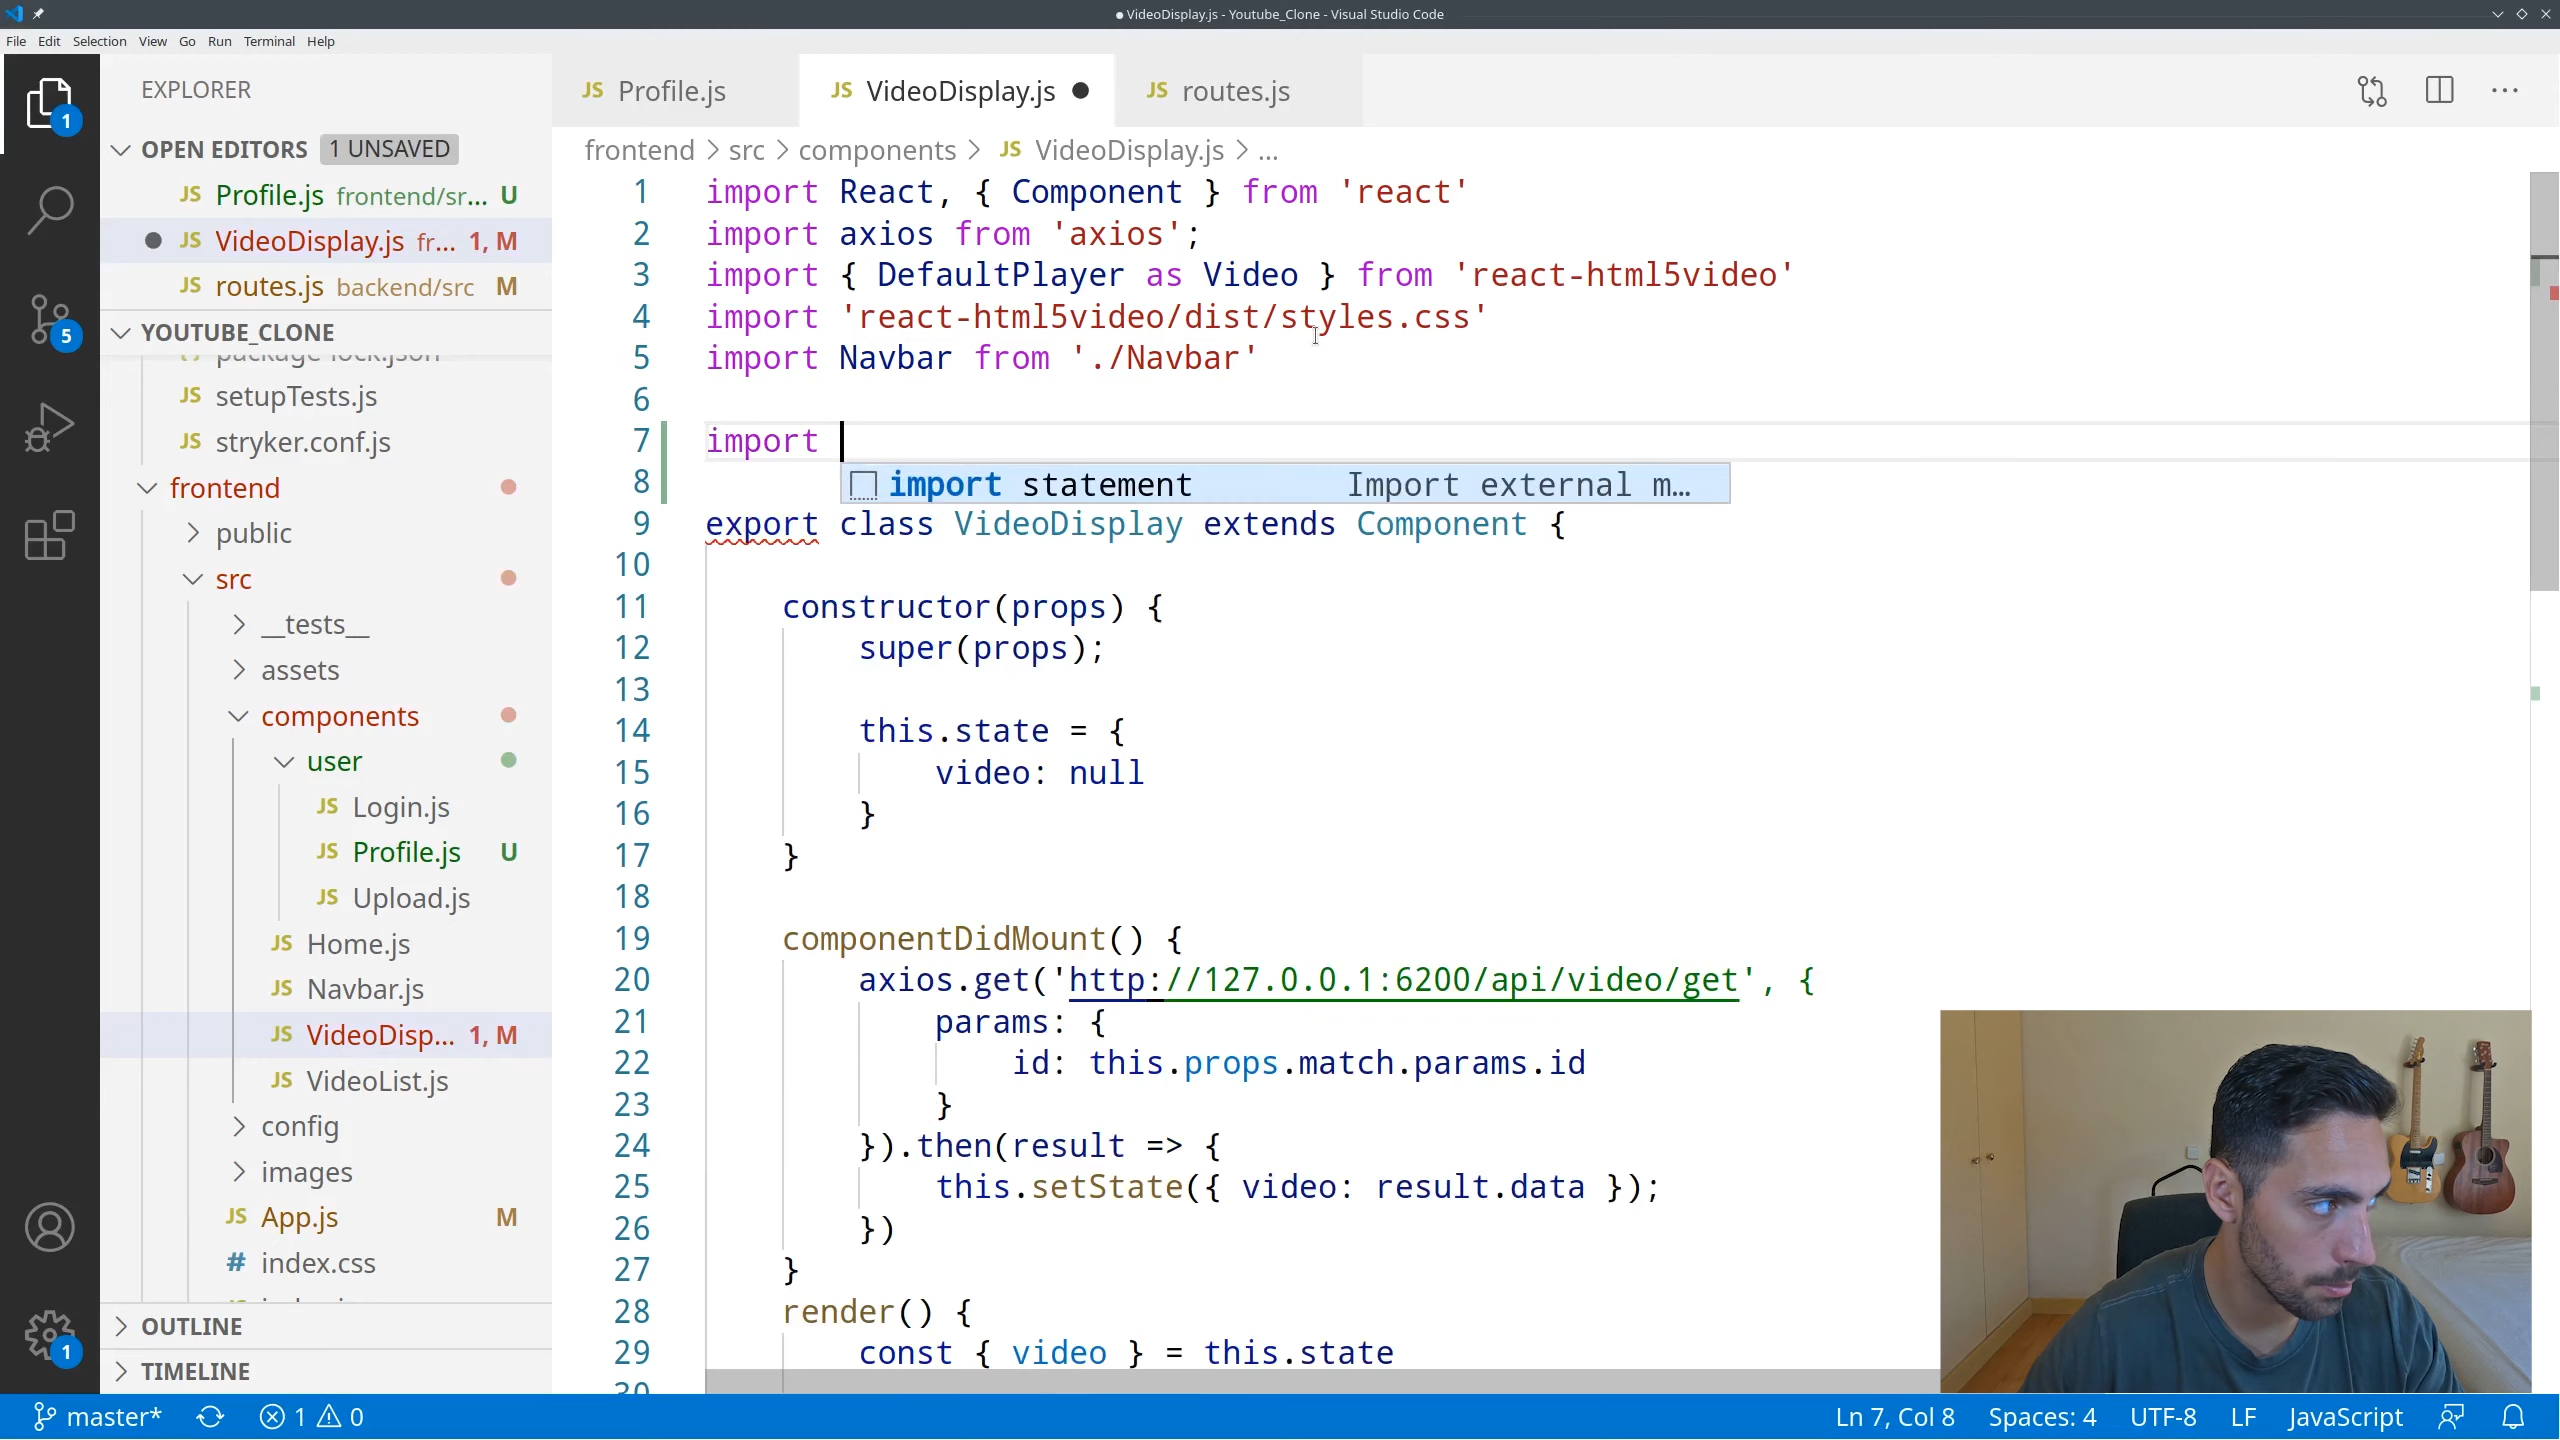 VideoDisplay.js - Youtube_Clone - Visual Studio Code
File Edit Selection View Go Run Terminal Help
EXPLORER
OPEN EDITORS 1 UNSAVED
JS Profile.js frontend/sr... U
JS VideoDisplay.js fr... 1, M
JS routes.js backend/src M
YOUTUBE_CLONE
package-lock.json
JS setupTests.js
JS stryker.conf.js
frontend
public
src
__tests__
assets
components
user
JS Login.js
JS Profile.js U
JS Upload.js
JS Home.js
JS Navbar.js
JS VideoDisp... 1, M
JS VideoList.js
config
images
JS App.js M
# index.css
OUTLINE
TIMELINE
1
5
1
JS Profile.js
JS VideoDisplay.js
JS routes.js
frontend > src > components > JS VideoDisplay.js > ...
1 import React, { Component } from 'react'
2 import axios from 'axios';
3 import { DefaultPlayer as Video } from 'react-html5video'
4 import 'react-html5video/dist/styles.css'
5 import Navbar from './Navbar'
6
7 import
8
import statement Import external m...
9 export class VideoDisplay extends Component {
10
11 constructor(props) {
12 super(props);
13
14 this.state = {
15 video: null
16 }
17 }
18
19 componentDidMount() {
20 axios.get('http://127.0.0.1:6200/api/video/get', {
21 params: {
22 id: this.props.match.params.id
23 }
24 }).then(result => {
25 this.setState({ video: result.data });
26 })
27 }
28 render() {
29 const { video } = this.state
30
master* 1 0
Ln 7, Col 8 Spaces: 4 UTF-8 LF JavaScript